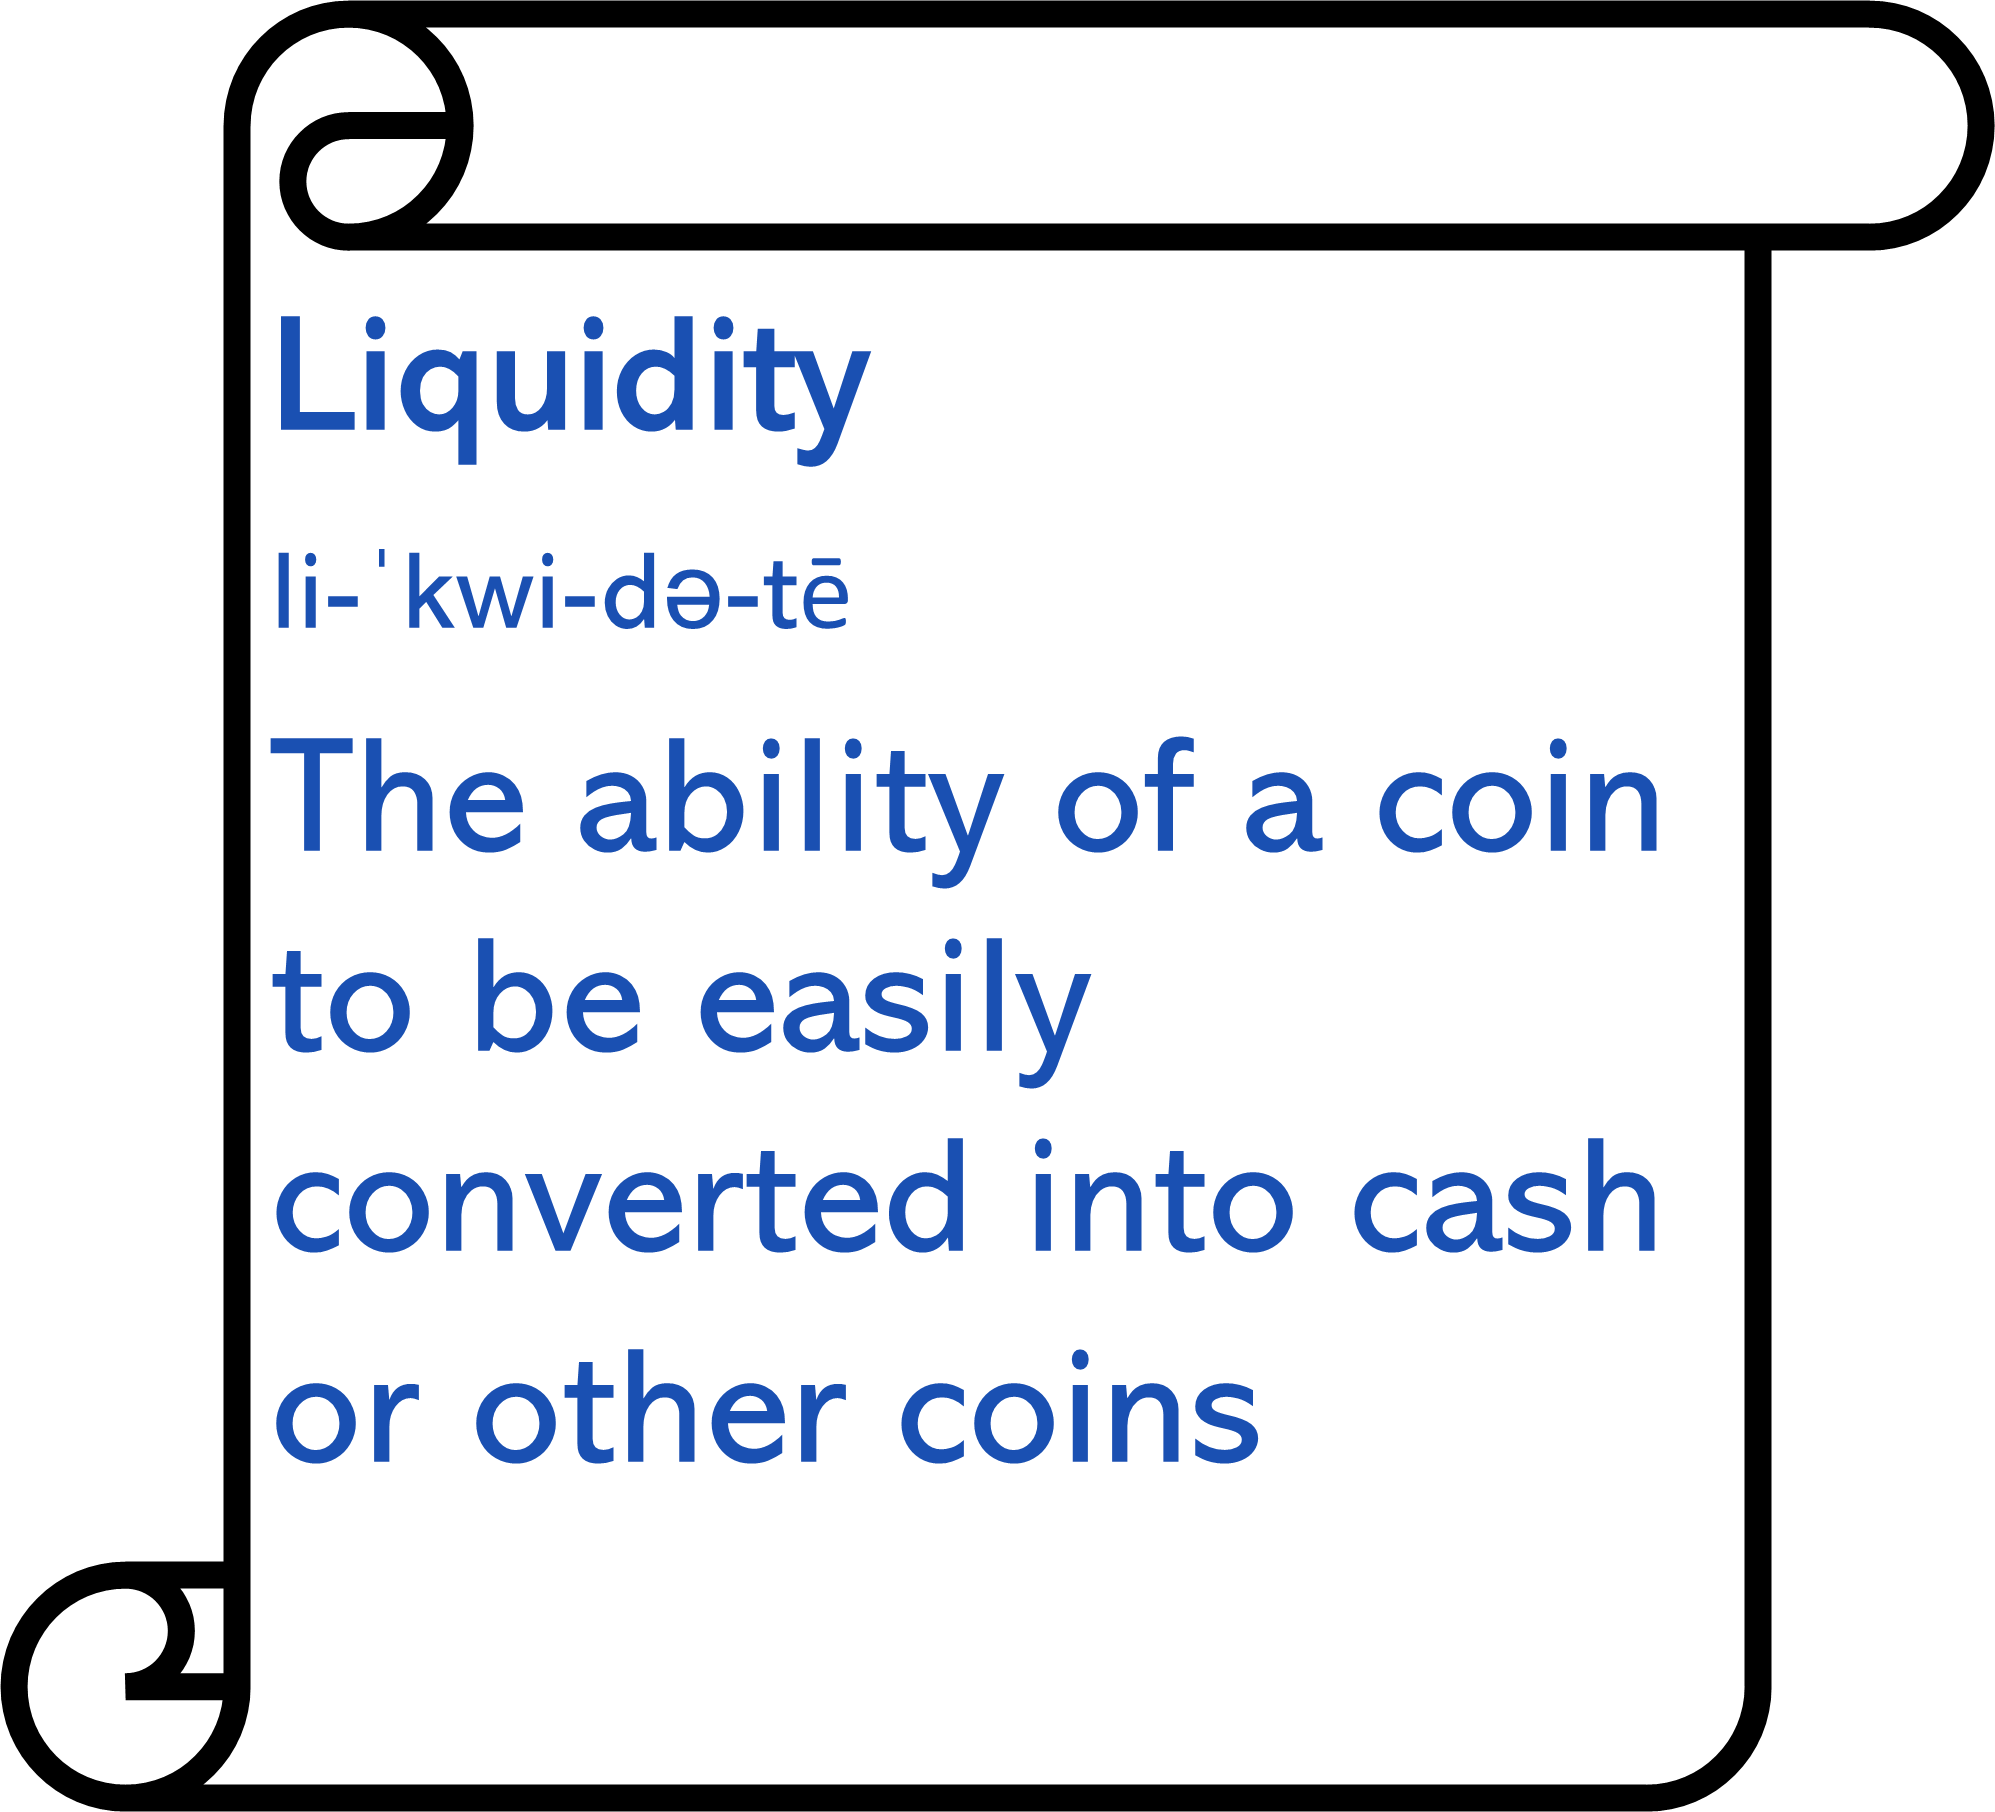 Liquidity
li-ˈkwi-də-tē
The ability of a coin
to be easily
converted into cash
or other coins